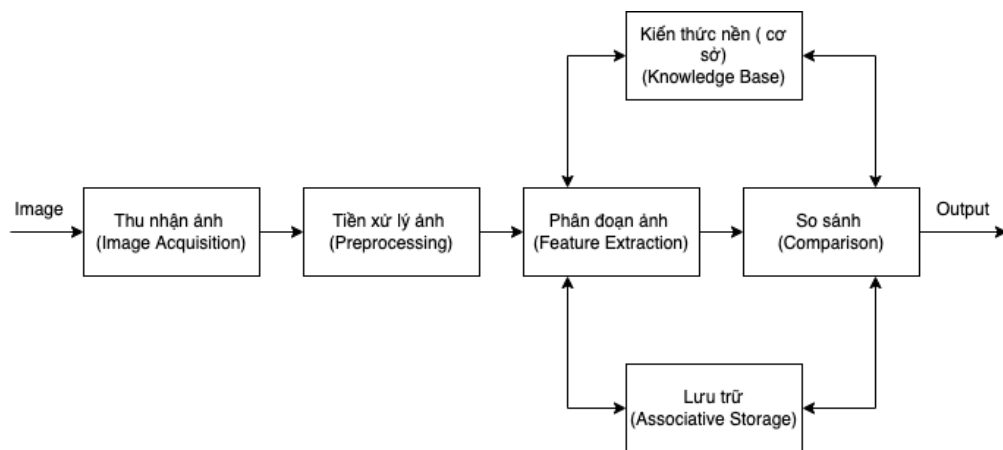 Kiến thức nền ( cơ
sở)
(Knowledge Base)
Image
Thu nhận ảnh
(Image Acquisition)
Tiền xử lý ảnh
(Preprocessing)
Phân đoạn ảnh
(Feature Extraction)
So sánh
(Comparison)
Output
Lưu trữ
(Associative Storage)